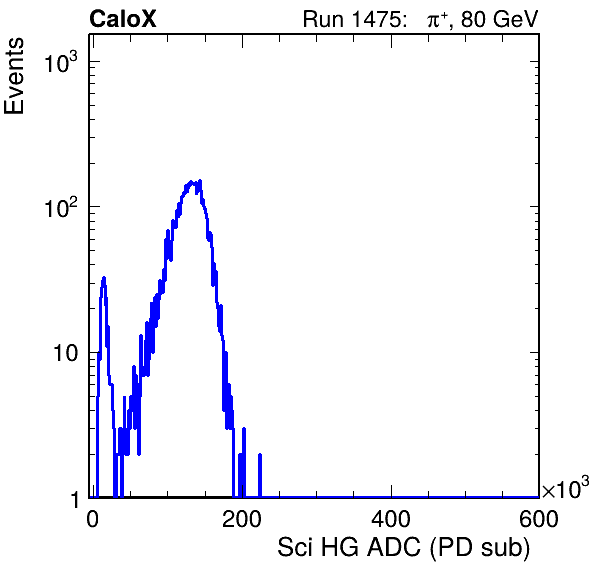 CaloX
Run 1475: π⁺, 80 GeV
Events
10³
10²
10
1
0
200
400
600
×10³
Sci HG ADC (PD sub)